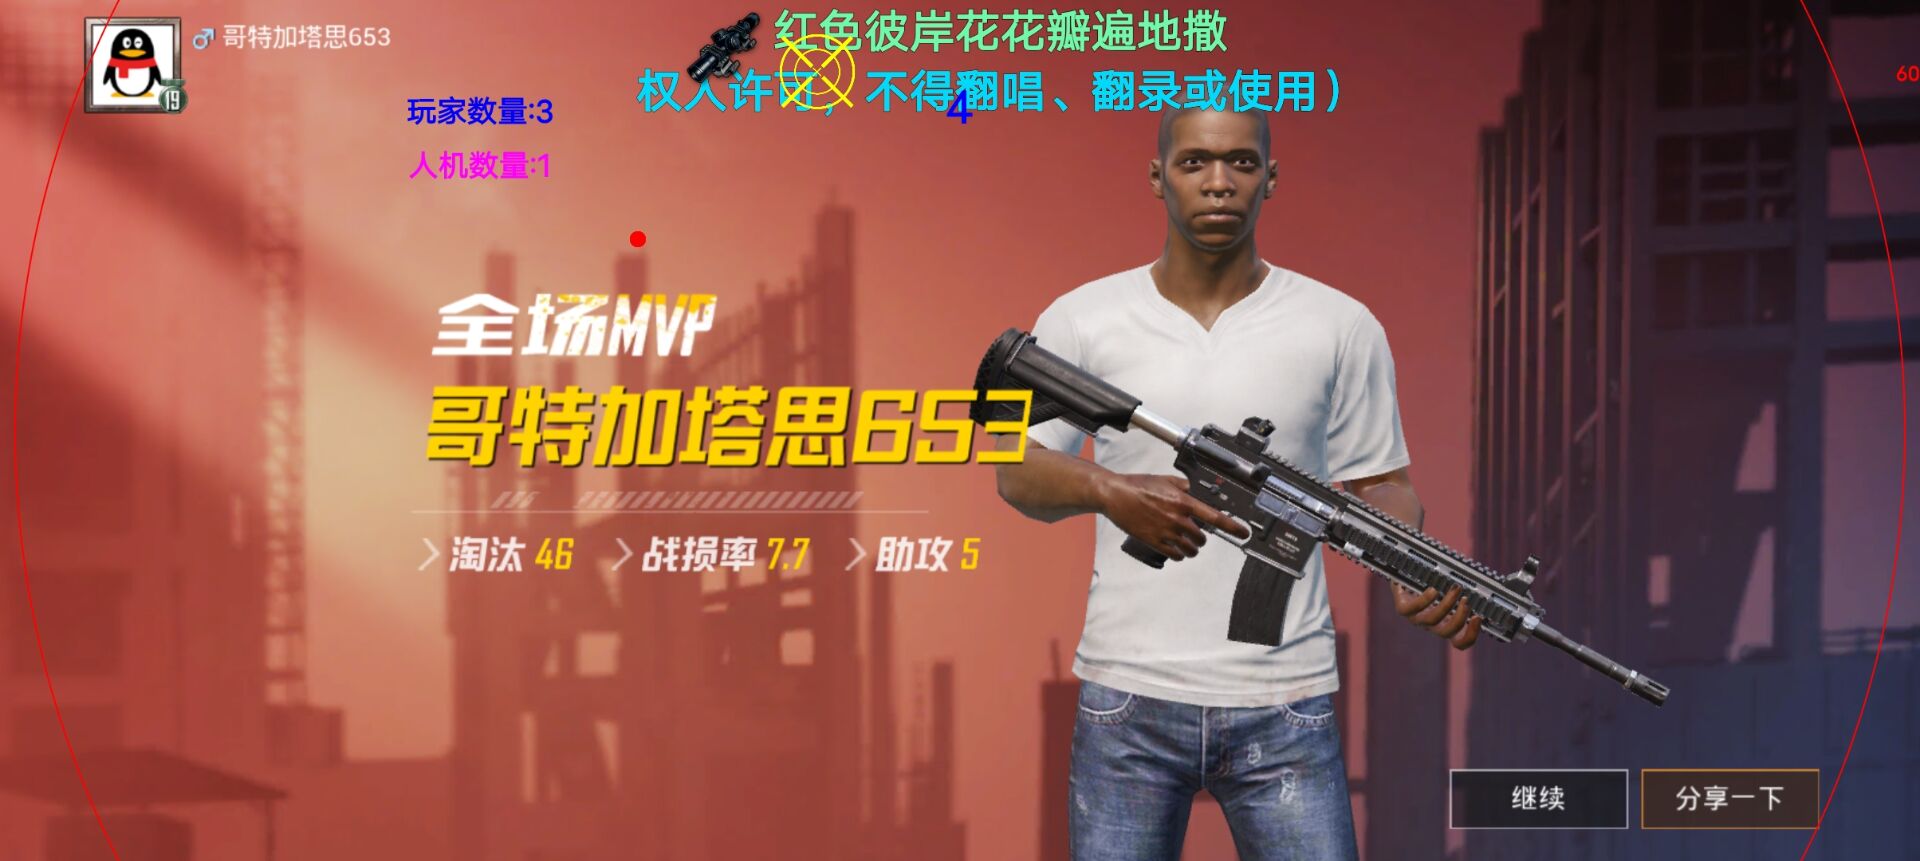 哥特加塔思653
19
红色彼岸花花瓣遍地撒
权人许可，不得翻唱、翻录或使用）
60
玩家数量:3
4
人机数量:1
全场MVP
哥特加塔思653
淘汰 46 战损率 7.7 助攻 5
继续
分享一下